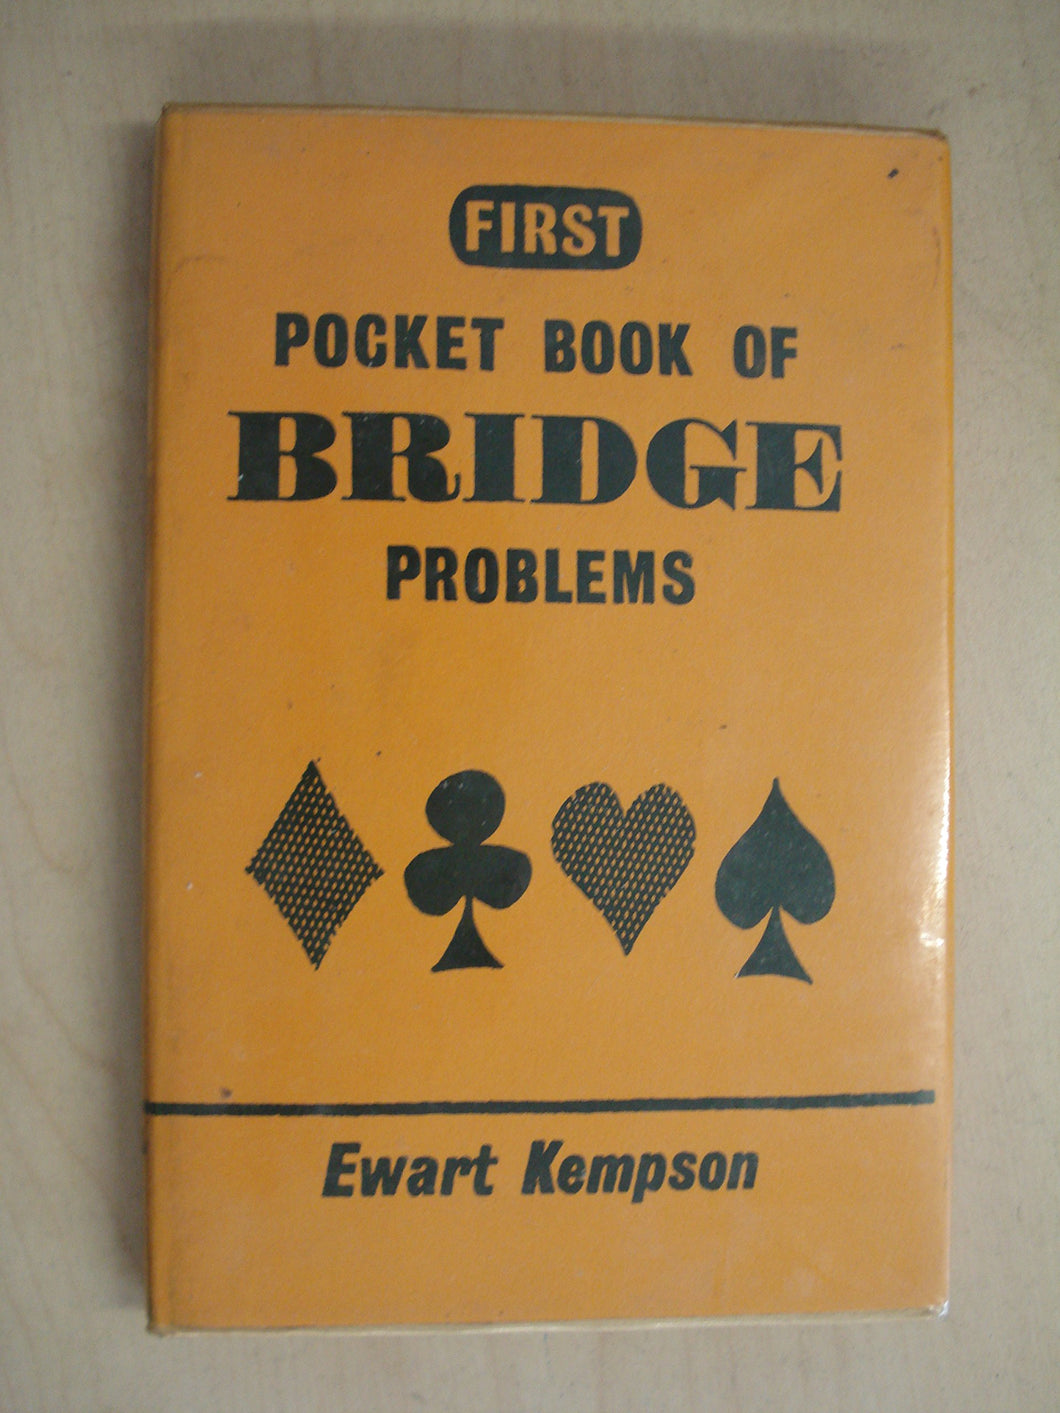 FIRST
POCKET BOOK OF
BRIDGE
PROBLEMS
Ewart Kempson